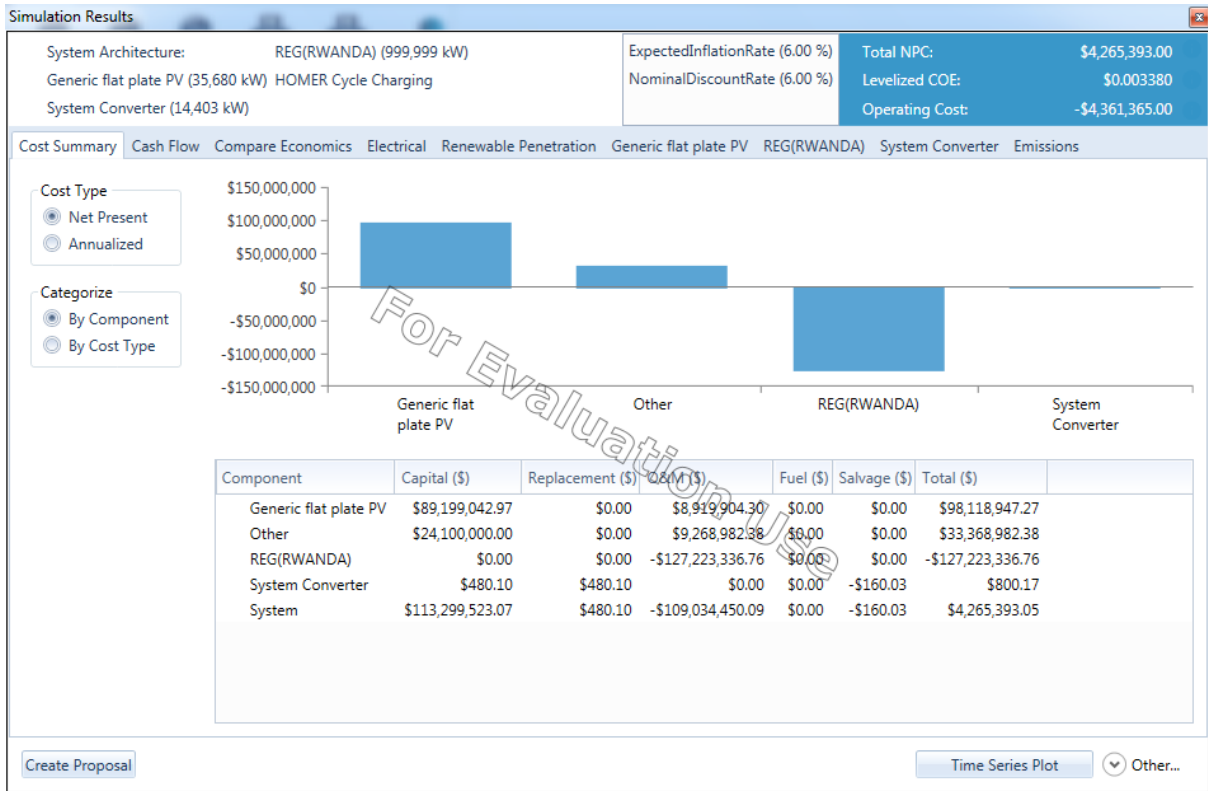 Simulation Results
System Architecture: REG(RWANDA) (999,999 kW)
Generic flat plate PV (35,680 kW) HOMER Cycle Charging
System Converter (14,403 kW)
ExpectedInflationRate (6.00 %)
NominalDiscountRate (6.00 %)
Total NPC: $4,265,393.00
Levelized COE: $0.003380
Operating Cost: -$4,361,365.00
Cost Summary Cash Flow Compare Economics Electrical Renewable Penetration Generic flat plate PV REG(RWANDA) System Converter Emissions
Cost Type
Net Present
Annualized
Categorize
By Component
By Cost Type
$150,000,000
$100,000,000
$50,000,000
$0
-$50,000,000
-$100,000,000
-$150,000,000
Generic flat
plate PV
Other
REG(RWANDA)
System
Converter
For Evaluation Use
Component Capital ($) Replacement ($) O&M ($) Fuel ($) Salvage ($) Total ($)
Generic flat plate PV $89,199,042.97 $0.00 $8,919,904.30 $0.00 $0.00 $98,118,947.27
Other $24,100,000.00 $0.00 $9,268,982.38 $0.00 $0.00 $33,368,982.38
REG(RWANDA) $0.00 $0.00 -$127,223,336.76 $0.00 $0.00 -$127,223,336.76
System Converter $480.10 $480.10 $0.00 $0.00 -$160.03 $800.17
System $113,299,523.07 $480.10 -$109,034,450.09 $0.00 -$160.03 $4,265,393.05
Create Proposal
Time Series Plot
Other...